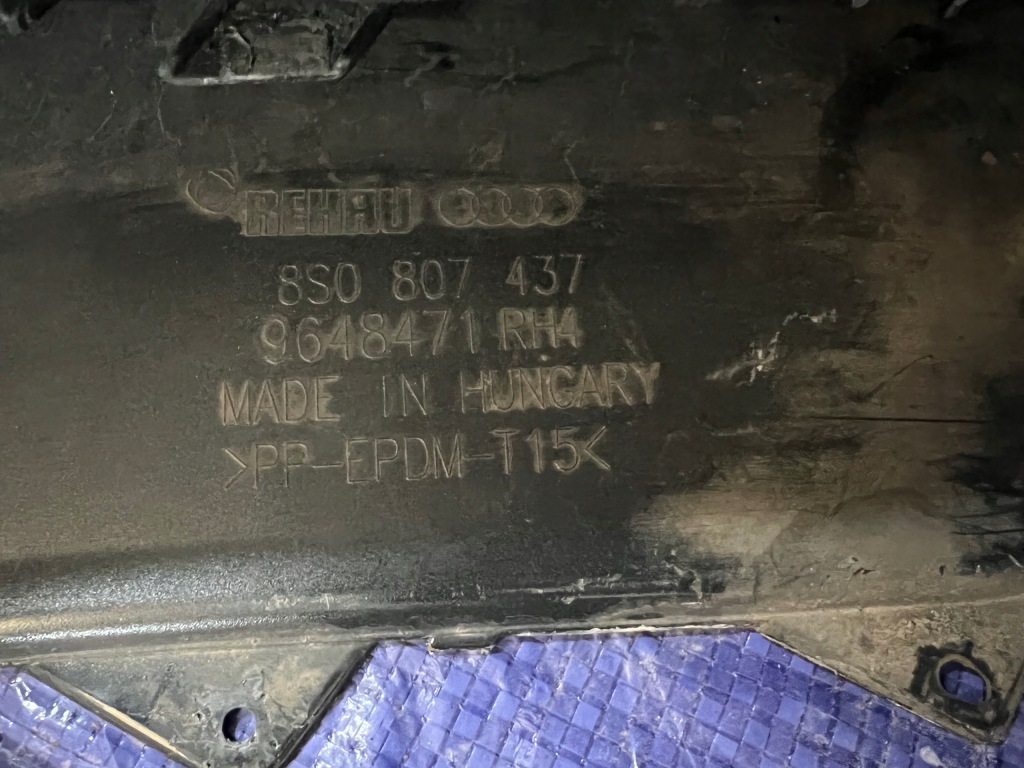 REHAU
8S0 807 437
9648471 RH4
MADE IN HUNGARY
>PP-EPDM-T15<